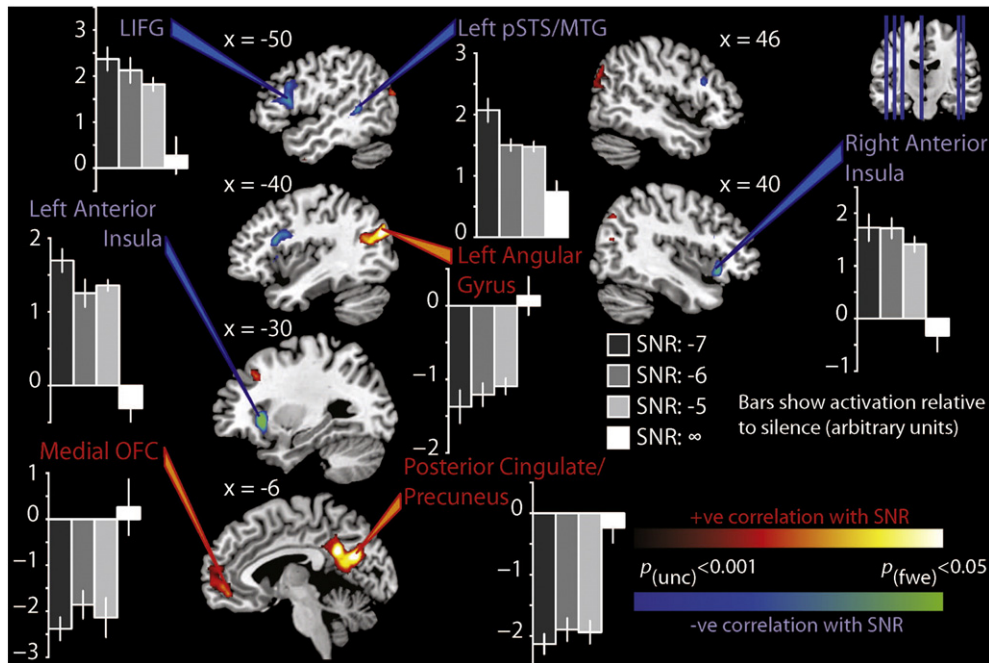 LIFG
3
2
1
0
x = -50
Left pSTS/MTG
2
1
0
x = 46
Right Anterior
Insula
2
1
0
−1
x = 40
Left Anterior
Insula
2
1
0
x = -40
Left Angular
Gyrus
0
−1
−2
x = -30
SNR: -7
SNR: -6
SNR: -5
SNR: ∞
Bars show activation relative
to silence (arbitrary units)
Medial OFC
1
0
−1
−2
−3
x = -6
Posterior Cingulate/
Precuneus
0
−1
−2
+ve correlation with SNR
p(unc)<0.001 p(fwe)<0.05
-ve correlation with SNR